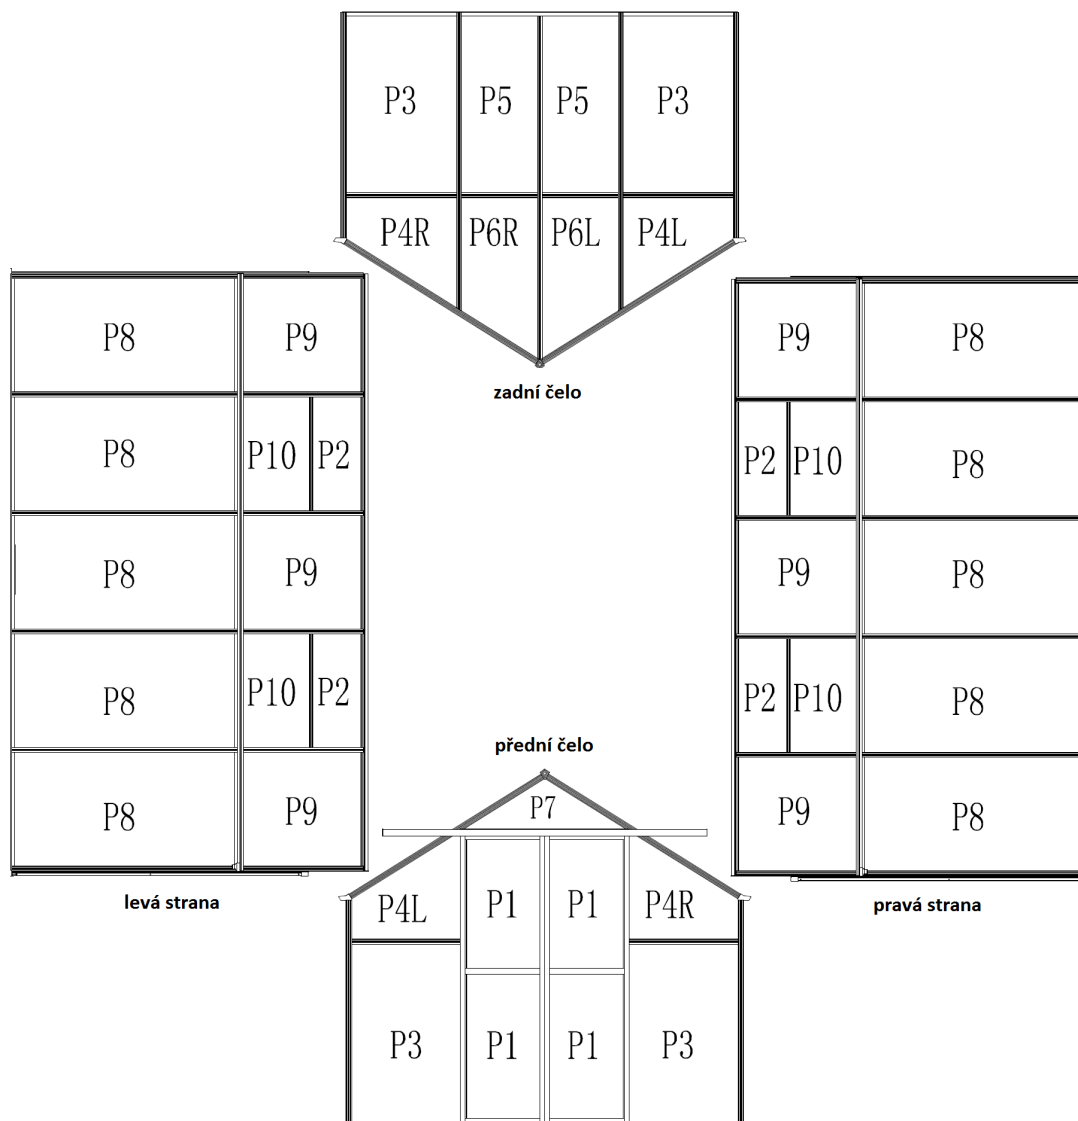 P3 P5 P5 P3
P4R P6R P6L P4L
zadní čelo
P8 P9
P8 P10 P2
P8 P9
P8 P10 P2
P8 P9
levá strana
P9 P8
P2 P10 P8
P9 P8
P2 P10 P8
P9 P8
pravá strana
přední čelo
P7
P4L P1 P1 P4R
P3 P1 P1 P3